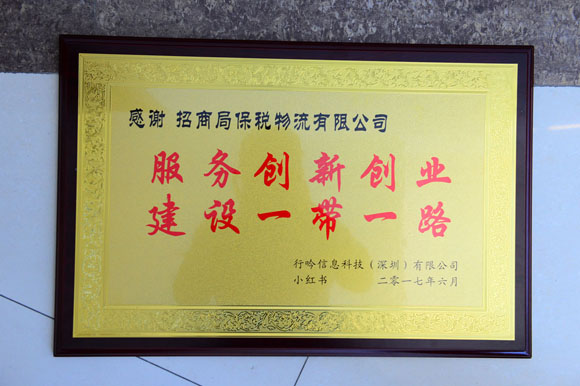 感谢 招商局保税物流有限公司
服务创新创业
建设一带一路
行吟信息科技（深圳）有限公司
小红书 二零一七年六月